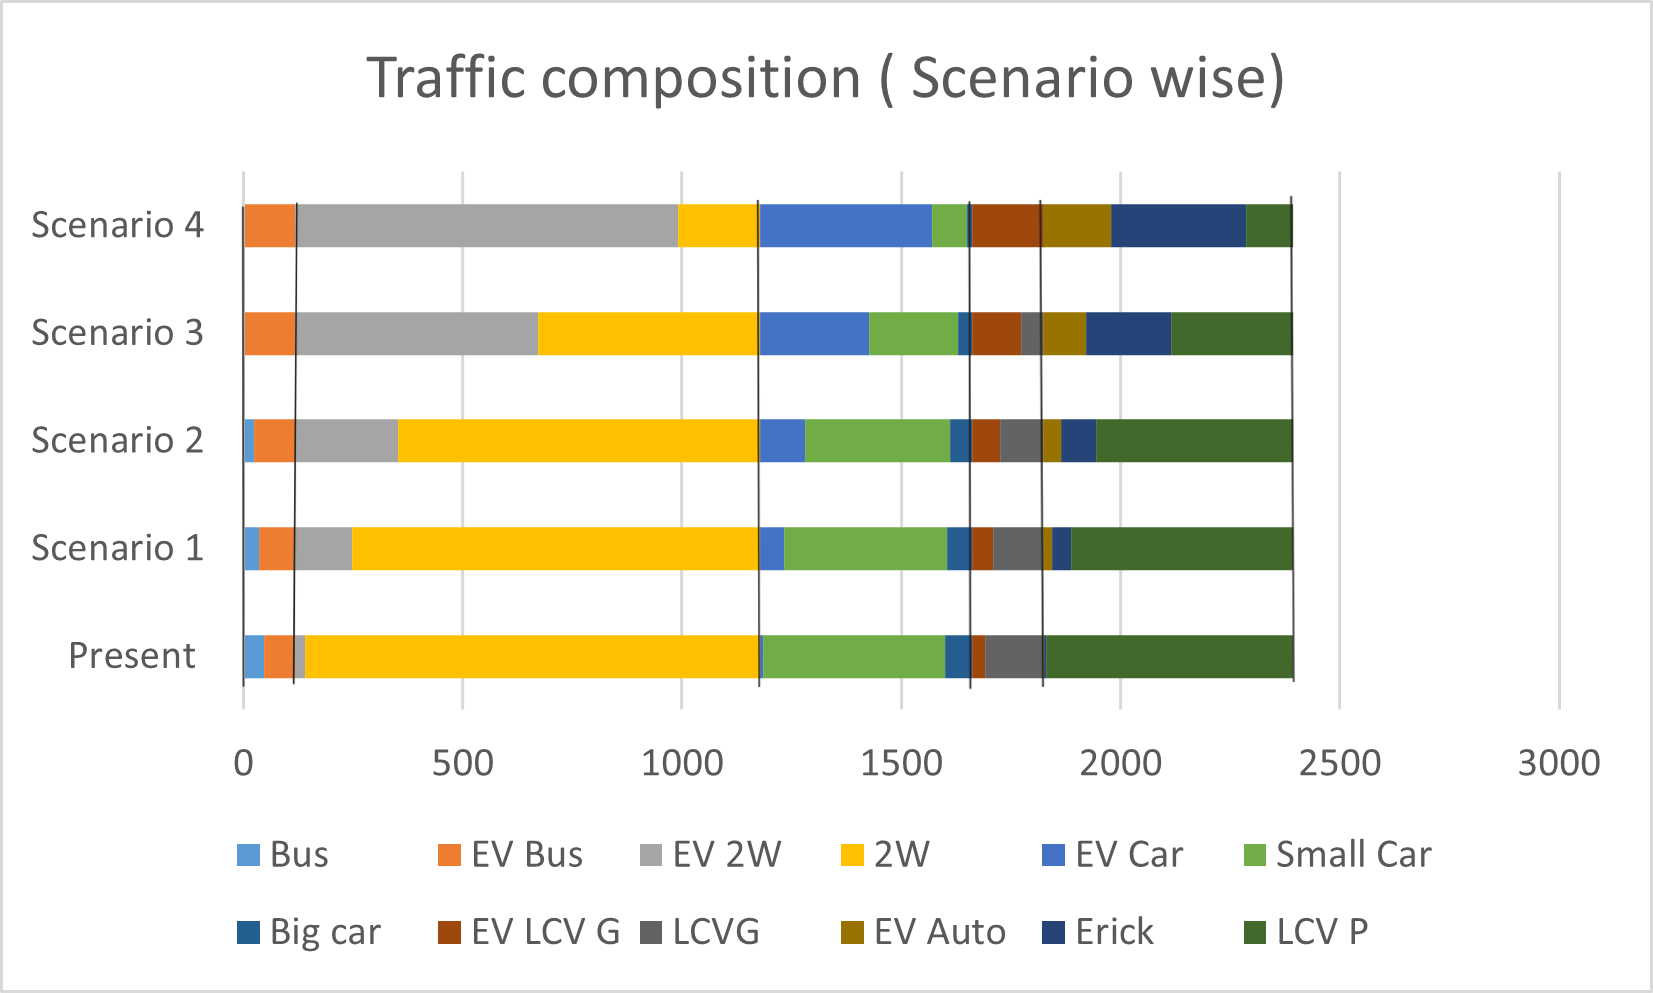 Traffic composition ( Scenario wise)
Scenario 4
Scenario 3
Scenario 2
Scenario 1
Present
0 500 1000 1500 2000 2500 3000
Bus EV Bus EV 2W 2W EV Car Small Car
Big car EV LCV G LCVG EV Auto Erick LCV P